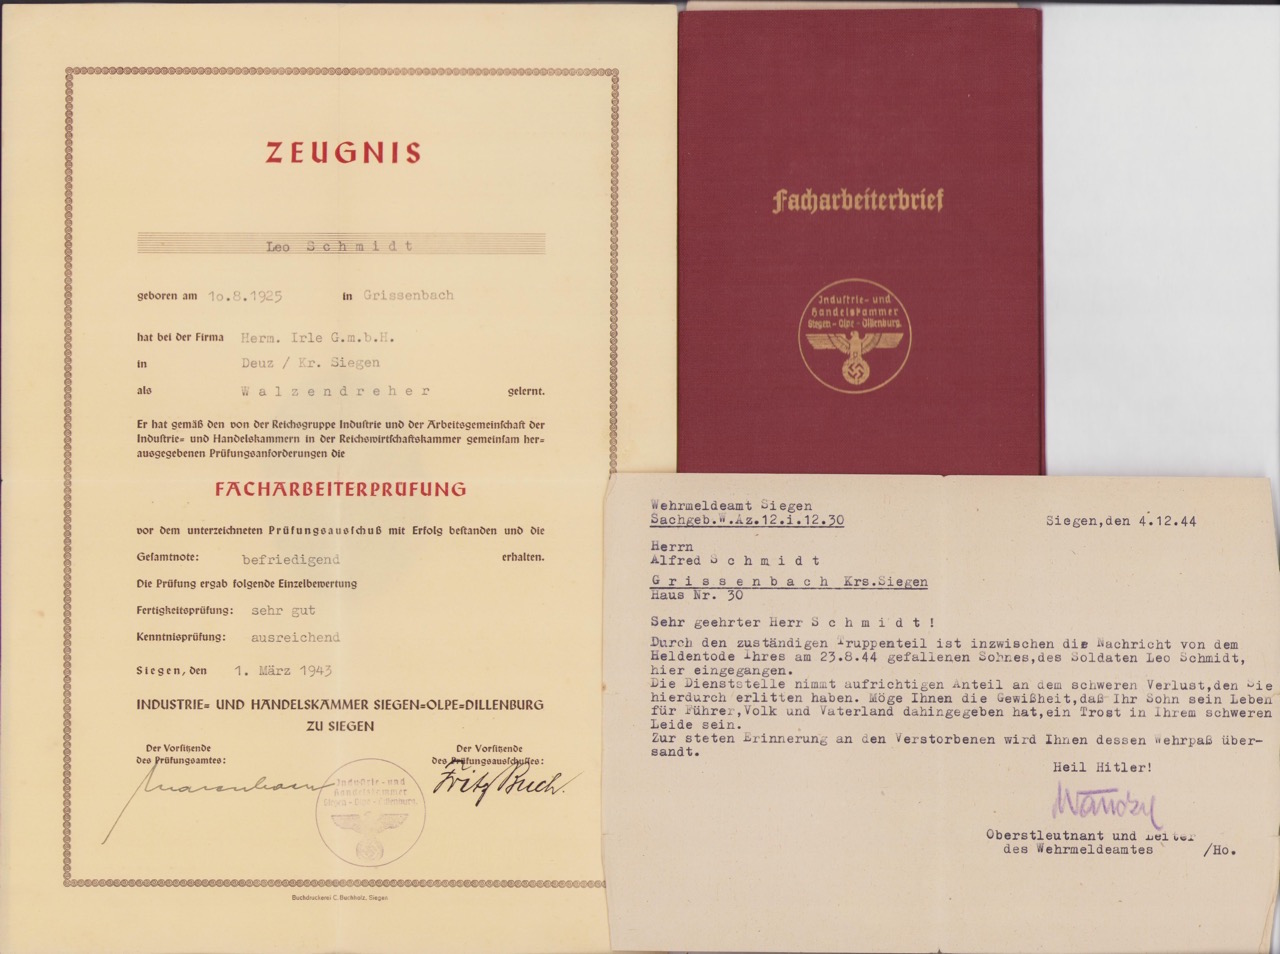 ZEUGNIS
Leo Schmidt
geboren am 10.8.1925 in Grissenbach
hat bei der Firma Herm. Irle G.m.b.H.
in Deuz / Kr. Siegen
als Walzendreher gelernt.
Er hat gemäß den von der Reichsgruppe Industrie und der Arbeitsgemeinschaft der
Industrie- und Handelskammern in der Reichswirtschaftskammer gemeinsam her-
ausgegebenen Prüfungsanforderungen die
FACHARBEITERPRÜFUNG
vor dem unterzeichneten Prüfungsausschuß mit Erfolg bestanden und die
Gesamtnote: befriedigend erhalten.
Die Prüfung ergab folgende Einzelbewertung
Fertigkeitsprüfung: sehr gut
Kenntnisprüfung: ausreichend
Siegen, den 1. März 1943
INDUSTRIE- UND HANDELSKAMMER SIEGEN-OLPE-DILLENBURG
ZU SIEGEN
Der Vorsitzende
des Prüfungsamtes:
Der Vorsitzende
des Prüfungsausschusses:
Fritz Buch.
Industrie- und
Handelskammer
Siegen - Olpe - Dillenburg.
Buchdruckerei C. Buchholz, Siegen
Facharbeiterbrief
Industrie- und
Handelskammer
Siegen - Olpe - Dillenburg.
Wehrmeldeamt Siegen
Sachgeb.W.Az.12.i.12.30
Siegen,den 4.12.44
Herrn
Alfred Schmidt
Grissenbach Krs.Siegen
Haus Nr. 30
Sehr geehrter Herr Schmidt!
Durch den zuständigen Truppenteil ist inzwischen die Nachricht von dem
Heldentode Ihres am 23.8.44 gefallenen Sohnes,des Soldaten Leo Schmidt,
hier eingegangen.
Die Dienststelle nimmt aufrichtigen Anteil an dem schweren Verlust,den Sie
hierdurch erlitten haben. Möge Ihnen die Gewißheit,daß Ihr Sohn sein Leben
für Führer,Volk und Vaterland dahingegeben hat,ein Trost in Ihrem schweren
Leide sein.
Zur steten Erinnerung an den Verstorbenen wird Ihnen dessen Wehrpaß über-
sandt.
Heil Hitler!
Oberstleutnant und Leiter
des Wehrmeldeamtes /Ho.